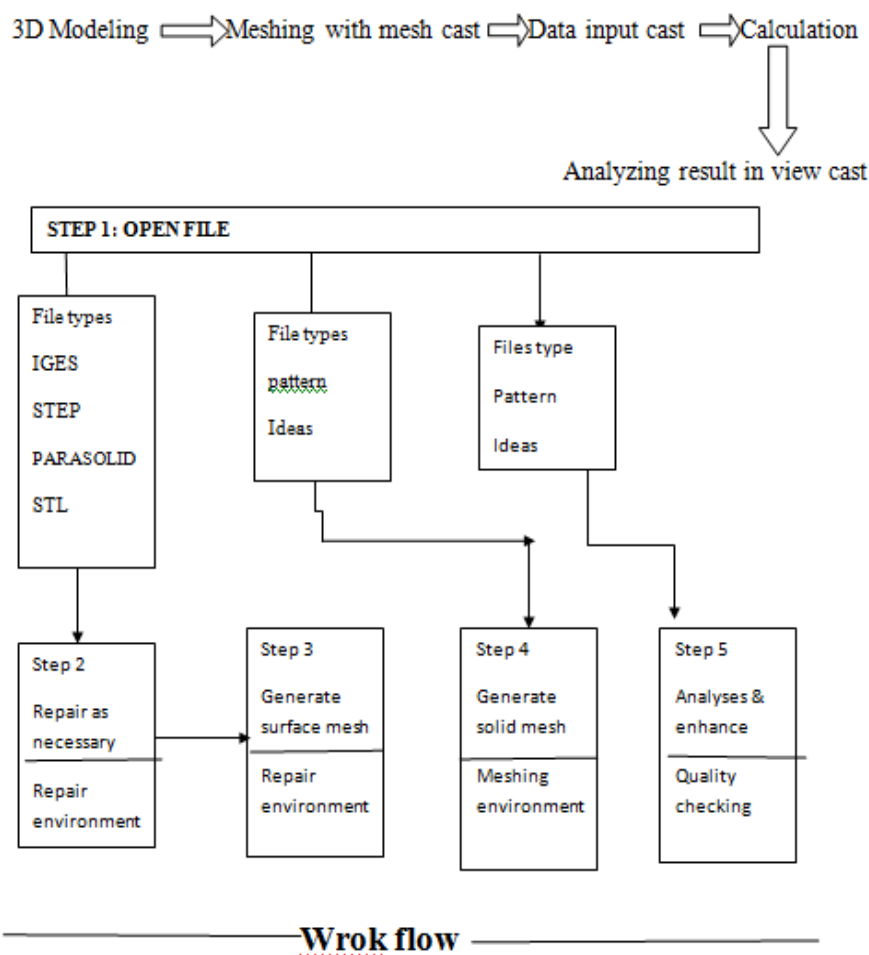 3D Modeling Meshing with mesh cast Data input cast Calculation
Analyzing result in view cast
STEP 1: OPEN FILE
File types
IGES
STEP
PARASOLID
STL
File types
pattern
Ideas
Files type
Pattern
Ideas
Step 2
Repair as
necessary
Repair
environment
Step 3
Generate
surface mesh
Repair
environment
Step 4
Generate
solid mesh
Meshing
environment
Step 5
Analyses &
enhance
Quality
checking
Wrok flow